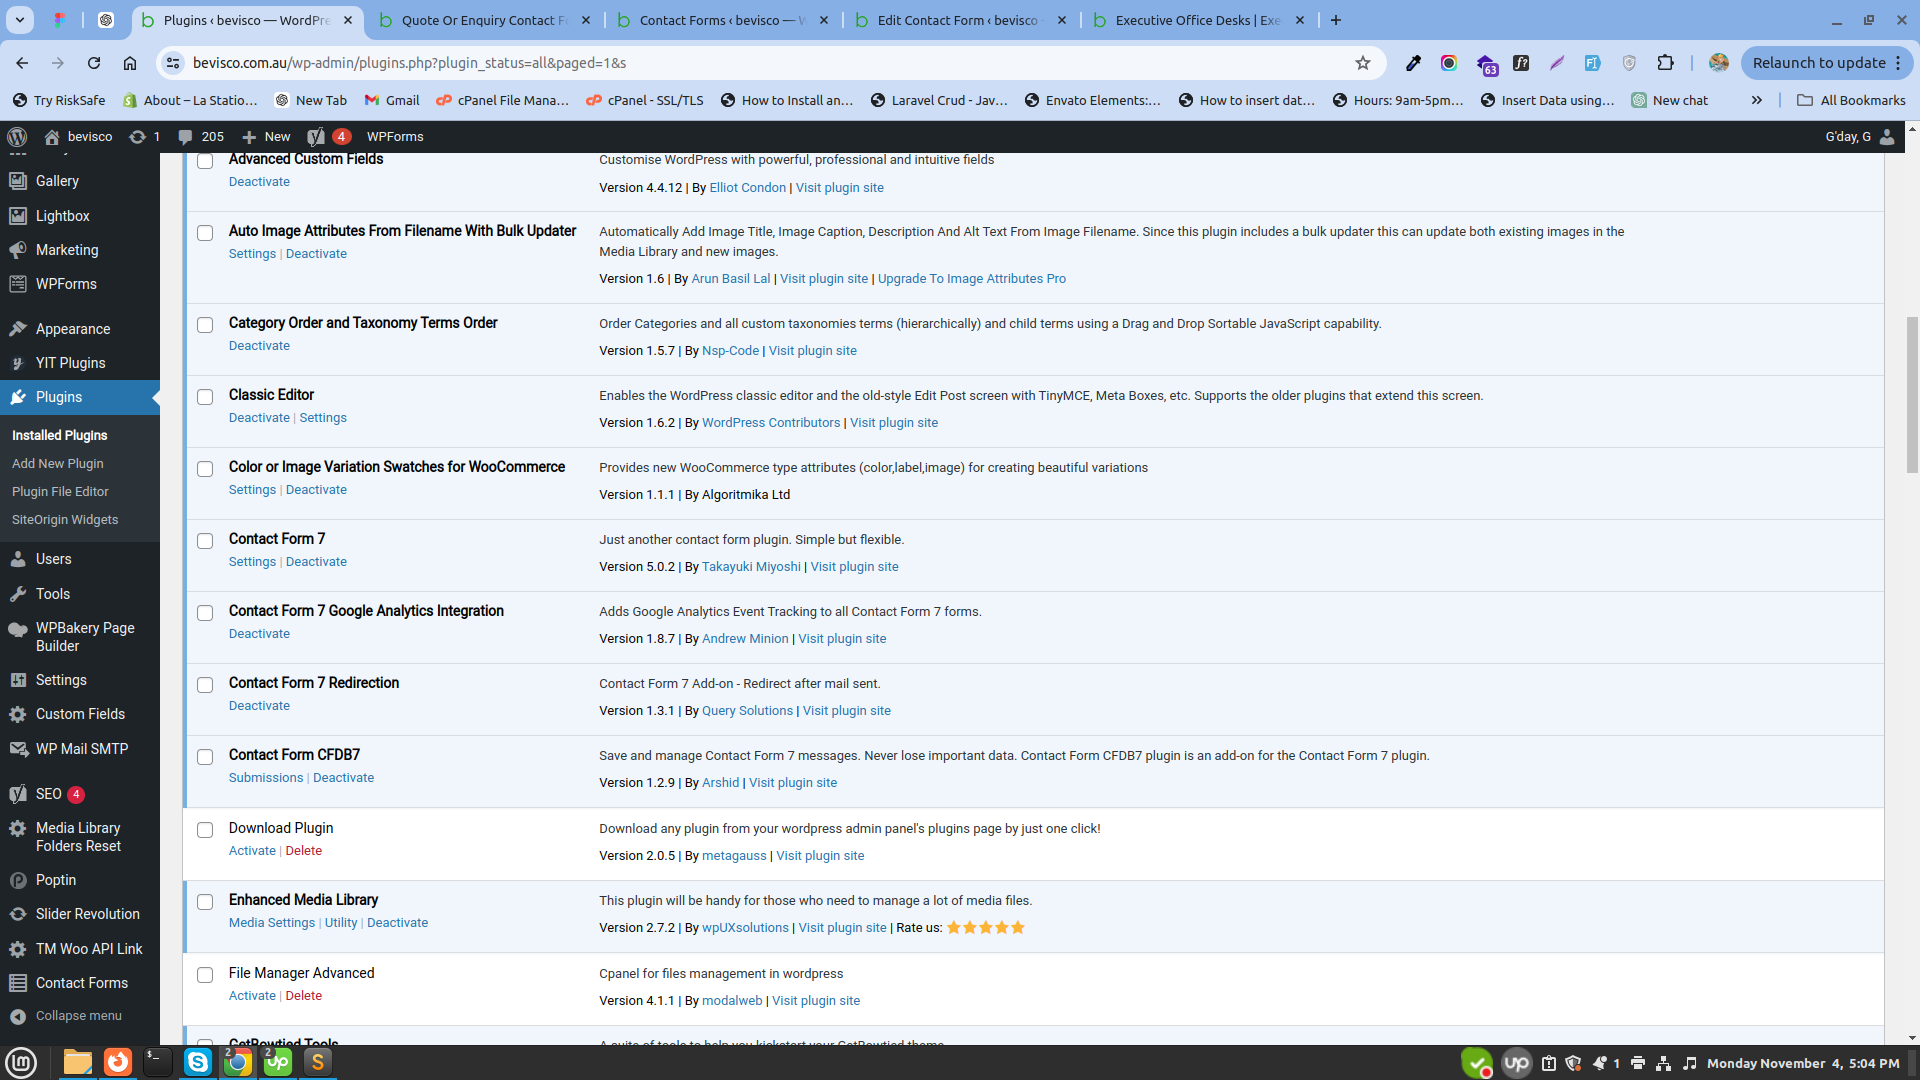 Plugins ‹ bevisco — WordPre
Quote Or Enquiry Contact F
Contact Forms ‹ bevisco — W
Edit Contact Form ‹ bevisco -
Executive Office Desks | Exe
bevisco.com.au/wp-admin/plugins.php?plugin_status=all&paged=1&s
63
f?
Relaunch to update
Try RiskSafe
About – La Statio…
New Tab
Gmail
cPanel File Mana…
cPanel - SSL/TLS
How to Install an…
Laravel Crud - Jav…
Envato Elements:…
How to insert dat…
Hours: 9am-5pm…
Insert Data using…
New chat
All Bookmarks
bevisco
1
205
New
4
WPForms
G'day, G
Gallery
Lightbox
Marketing
WPForms
Appearance
YIT Plugins
Plugins
Installed Plugins
Add New Plugin
Plugin File Editor
SiteOrigin Widgets
Users
Tools
WPBakery Page
Builder
Settings
Custom Fields
WP Mail SMTP
SEO 4
Media Library
Folders Reset
Poptin
Slider Revolution
TM Woo API Link
Contact Forms
Collapse menu
Advanced Custom Fields
Deactivate
Customise WordPress with powerful, professional and intuitive fields
Version 4.4.12 | By Elliot Condon | Visit plugin site
Auto Image Attributes From Filename With Bulk Updater
Settings | Deactivate
Automatically Add Image Title, Image Caption, Description And Alt Text From Image Filename. Since this plugin includes a bulk updater this can update both existing images in the
Media Library and new images.
Version 1.6 | By Arun Basil Lal | Visit plugin site | Upgrade To Image Attributes Pro
Category Order and Taxonomy Terms Order
Deactivate
Order Categories and all custom taxonomies terms (hierarchically) and child terms using a Drag and Drop Sortable JavaScript capability.
Version 1.5.7 | By Nsp-Code | Visit plugin site
Classic Editor
Deactivate | Settings
Enables the WordPress classic editor and the old-style Edit Post screen with TinyMCE, Meta Boxes, etc. Supports the older plugins that extend this screen.
Version 1.6.2 | By WordPress Contributors | Visit plugin site
Color or Image Variation Swatches for WooCommerce
Settings | Deactivate
Provides new WooCommerce type attributes (color,label,image) for creating beautiful variations
Version 1.1.1 | By Algoritmika Ltd
Contact Form 7
Settings | Deactivate
Just another contact form plugin. Simple but flexible.
Version 5.0.2 | By Takayuki Miyoshi | Visit plugin site
Contact Form 7 Google Analytics Integration
Deactivate
Adds Google Analytics Event Tracking to all Contact Form 7 forms.
Version 1.8.7 | By Andrew Minion | Visit plugin site
Contact Form 7 Redirection
Deactivate
Contact Form 7 Add-on - Redirect after mail sent.
Version 1.3.1 | By Query Solutions | Visit plugin site
Contact Form CFDB7
Submissions | Deactivate
Save and manage Contact Form 7 messages. Never lose important data. Contact Form CFDB7 plugin is an add-on for the Contact Form 7 plugin.
Version 1.2.9 | By Arshid | Visit plugin site
Download Plugin
Activate | Delete
Download any plugin from your wordpress admin panel's plugins page by just one click!
Version 2.0.5 | By metagauss | Visit plugin site
Enhanced Media Library
Media Settings | Utility | Deactivate
This plugin will be handy for those who need to manage a lot of media files.
Version 2.7.2 | By wpUXsolutions | Visit plugin site | Rate us:
File Manager Advanced
Activate | Delete
Cpanel for files management in wordpress
Version 4.1.1 | By modalweb | Visit plugin site
GetBowtied Tools
A suite of tools to help you kickstart your GetBowtied theme
2
2
up
S
up
1
Monday November 4, 5:04 PM